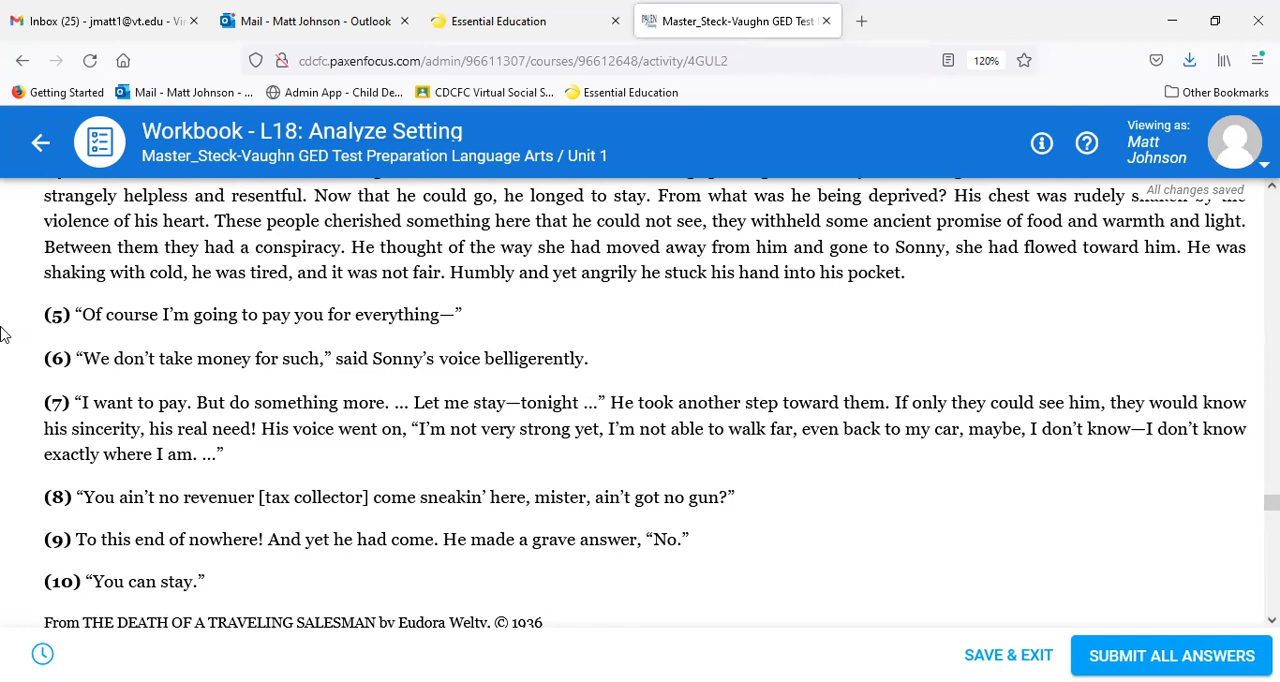 Inbox (25) - jmatt1@vt.edu - Vir
Mail - Matt Johnson - Outlook
Essential Education
PAXEN
Master_Steck-Vaughn GED Test
cdcfc.paxenfocus.com/admin/96611307/courses/96612648/activity/4GUL2
120%
Getting Started
Mail - Matt Johnson - ...
Admin App - Child De...
CDCFC Virtual Social S...
Essential Education
Other Bookmarks
Workbook - L18: Analyze Setting
Master_Steck-Vaughn GED Test Preparation Language Arts / Unit 1
Viewing as:
Matt
Johnson
All changes saved
strangely helpless and resentful. Now that he could go, he longed to stay. From what was he being deprived? His chest was rudely shaken by the
violence of his heart. These people cherished something here that he could not see, they withheld some ancient promise of food and warmth and light.
Between them they had a conspiracy. He thought of the way she had moved away from him and gone to Sonny, she had flowed toward him. He was
shaking with cold, he was tired, and it was not fair. Humbly and yet angrily he stuck his hand into his pocket.
(5) “Of course I’m going to pay you for everything—”
(6) “We don’t take money for such,” said Sonny’s voice belligerently.
(7) “I want to pay. But do something more. ... Let me stay—tonight ...” He took another step toward them. If only they could see him, they would know
his sincerity, his real need! His voice went on, “I’m not very strong yet, I’m not able to walk far, even back to my car, maybe, I don’t know—I don’t know
exactly where I am. ...”
(8) “You ain’t no revenuer [tax collector] come sneakin’ here, mister, ain’t got no gun?”
(9) To this end of nowhere! And yet he had come. He made a grave answer, “No.”
(10) “You can stay.”
From THE DEATH OF A TRAVELING SALESMAN by Eudora Welty, © 1936
SAVE & EXIT
SUBMIT ALL ANSWERS